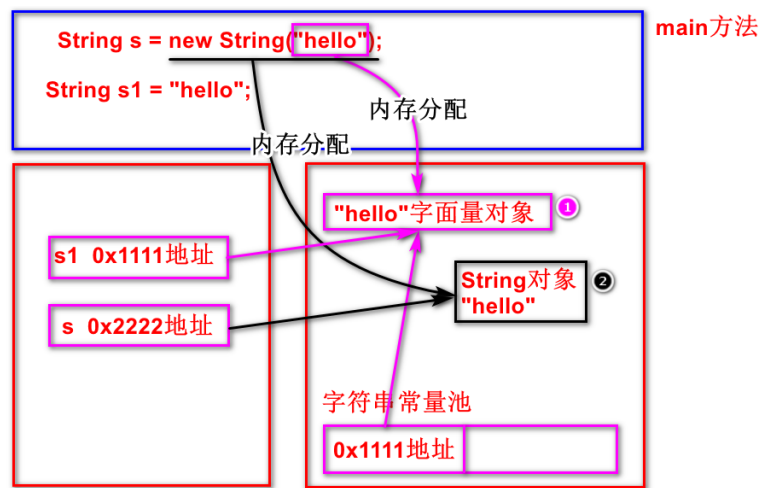 String s = new String("hello");
main方法
String s1 = "hello";
内存分配
内存分配
"hello"字面量对象
1
s1 0x1111地址
String对象
"hello"
2
s 0x2222地址
字符串常量池
0x1111地址